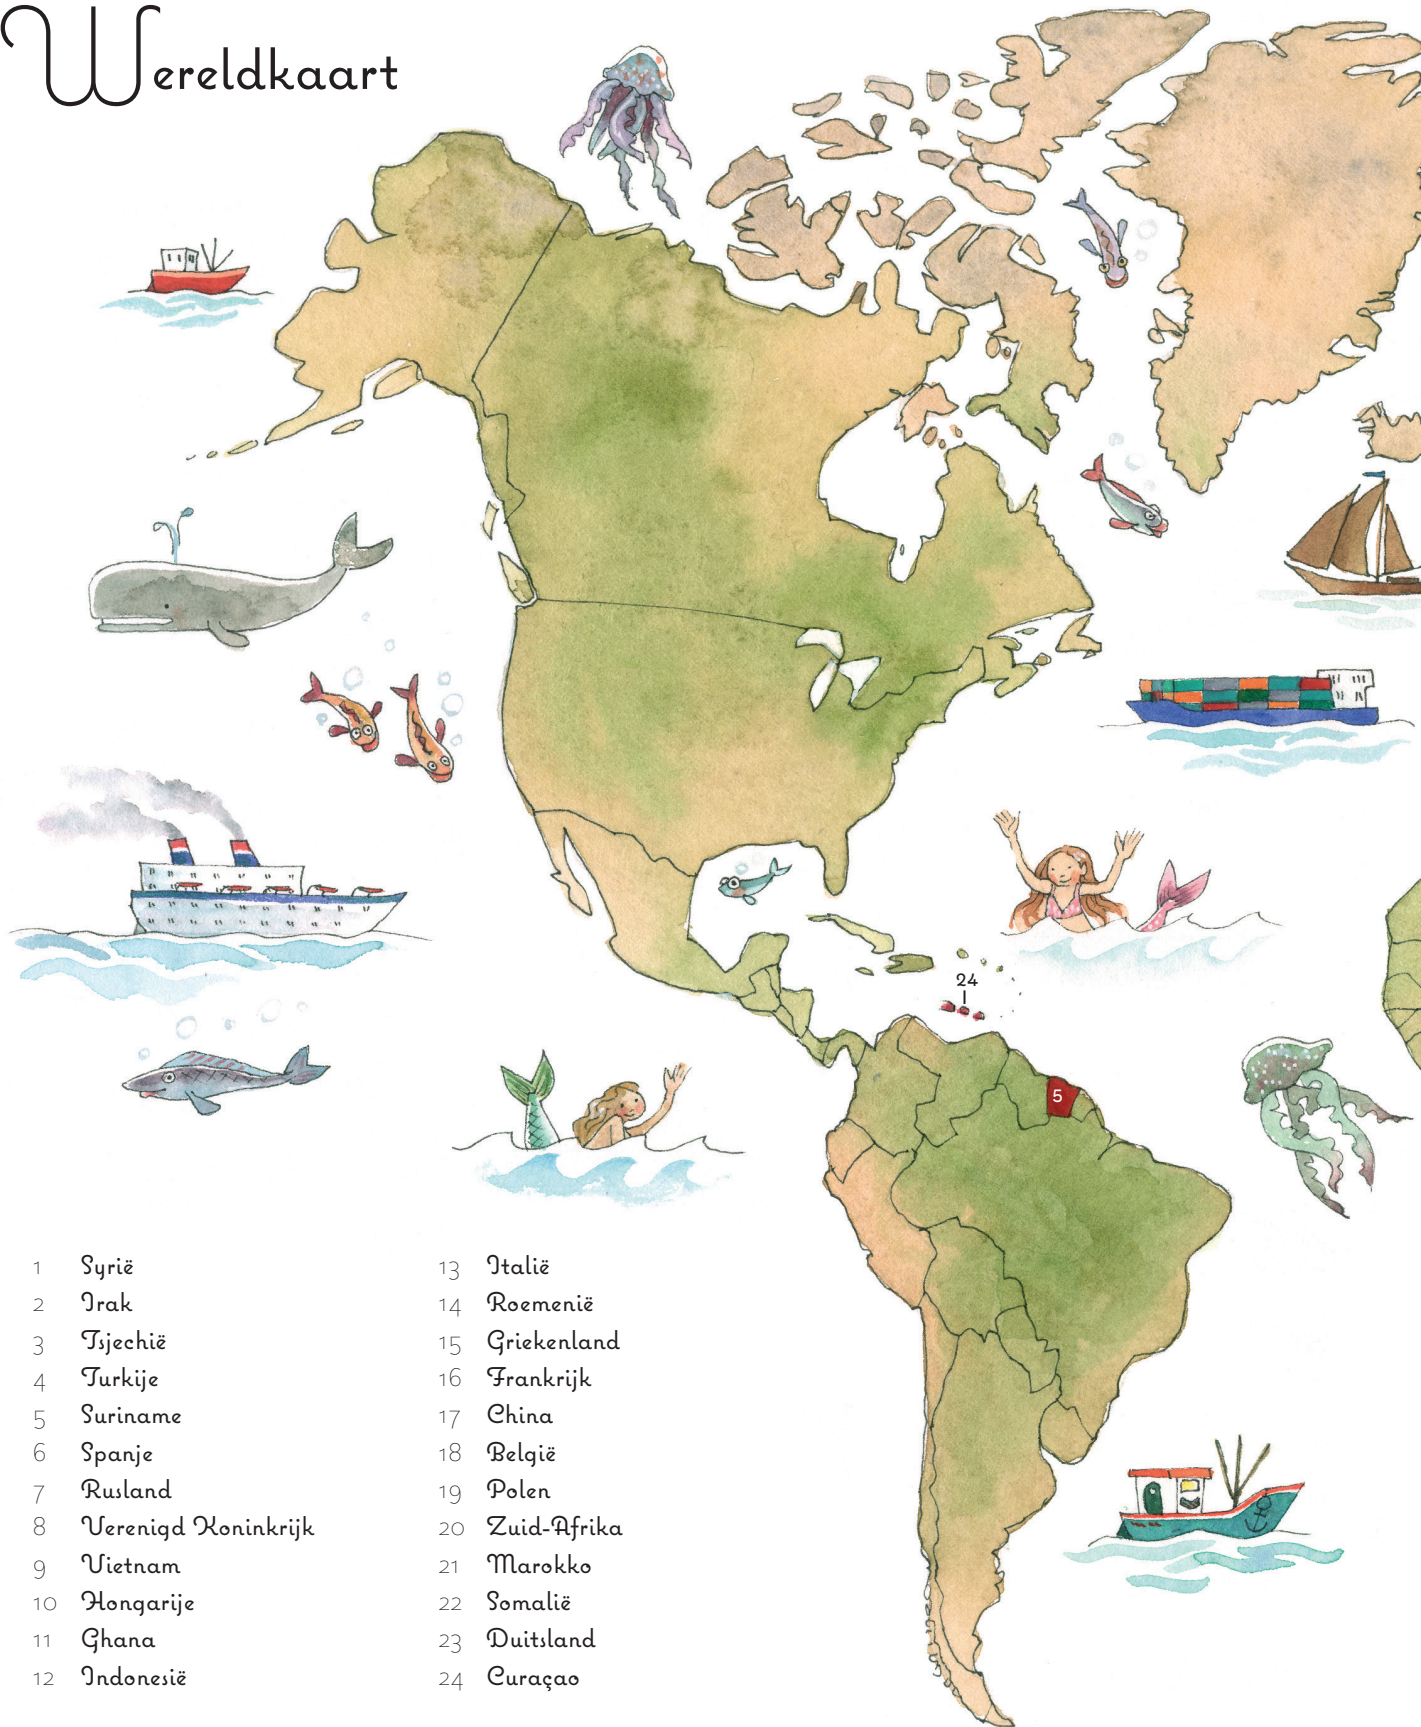 Wereldkaart
24
5
1 Syrië
2 Irak
3 Tsjechië
4 Turkije
5 Suriname
6 Spanje
7 Rusland
8 Verenigd Koninkrijk
9 Vietnam
10 Hongarije
11 Ghana
12 Indonesië
13 Italië
14 Roemenië
15 Griekenland
16 Frankrijk
17 China
18 België
19 Polen
20 Zuid-Afrika
21 Marokko
22 Somalië
23 Duitsland
24 Curaçao